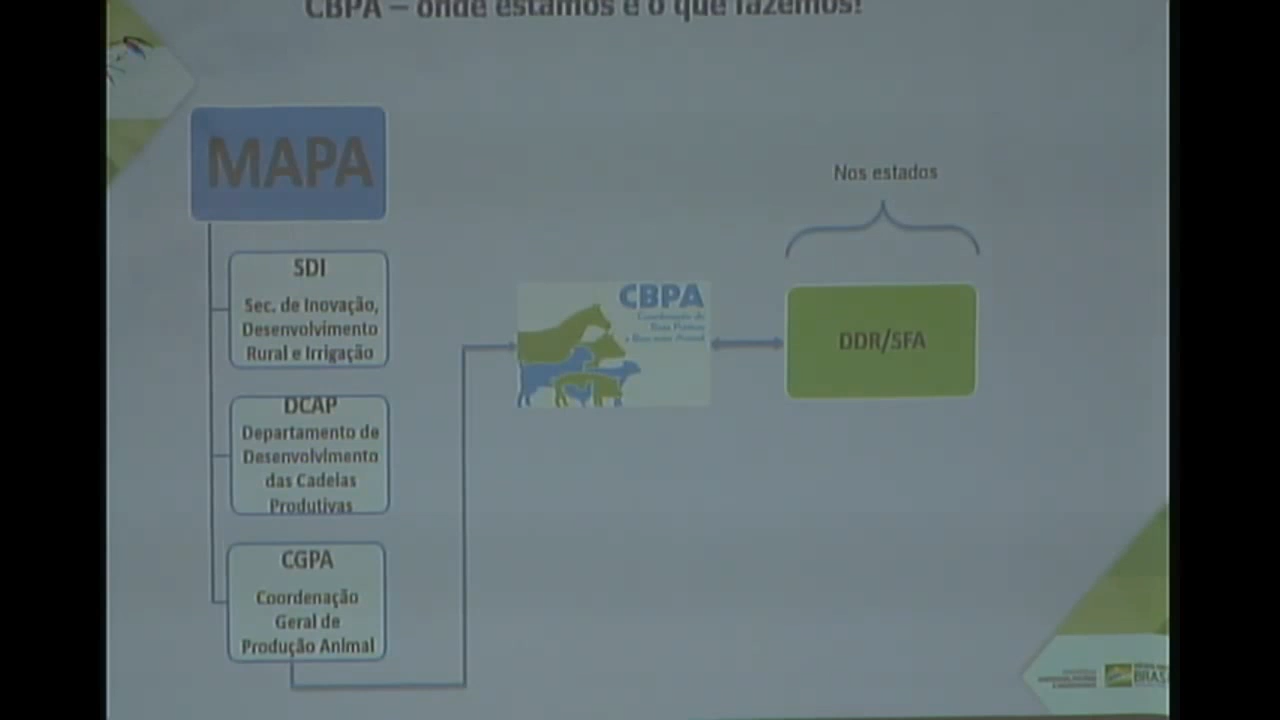 CBPA – onde estamos e o que fazemos!
MAPA
SDI
Sec. de Inovação,
Desenvolvimento
Rural e Irrigação
DCAP
Departamento de
Desenvolvimento
das Cadeias
Produtivas
CGPA
Coordenação
Geral de
Produção Animal
CBPA
Coordenação de
Boas Práticas
e Bem-estar Animal
Nos estados
DDR/SFA
BRAS